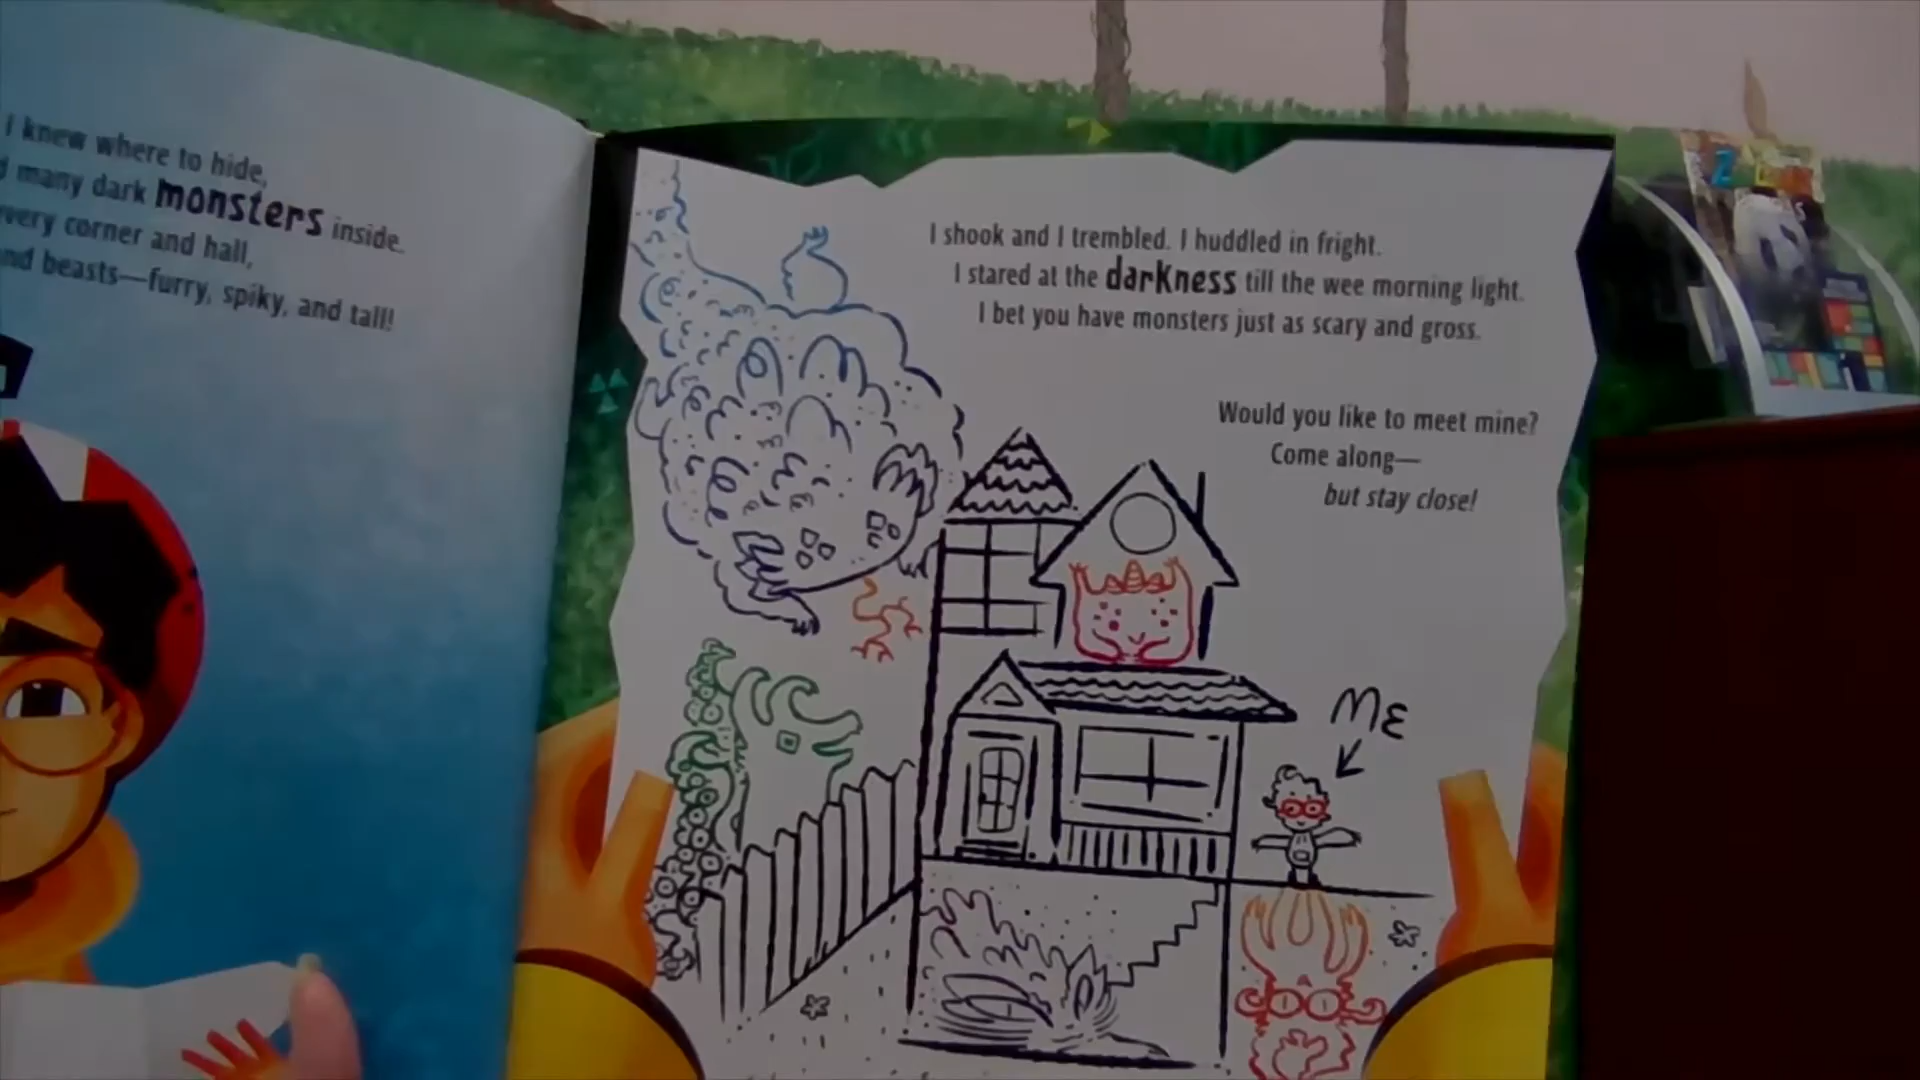 I knew where to hide,
many dark monsters inside.
very corner and hall,
nd beasts—furry, spiky, and tall!
I shook and I trembled. I huddled in fright.
I stared at the darkness till the wee morning light.
I bet you have monsters just as scary and gross.
Would you like to meet mine?
Come along—
but stay close!
ME